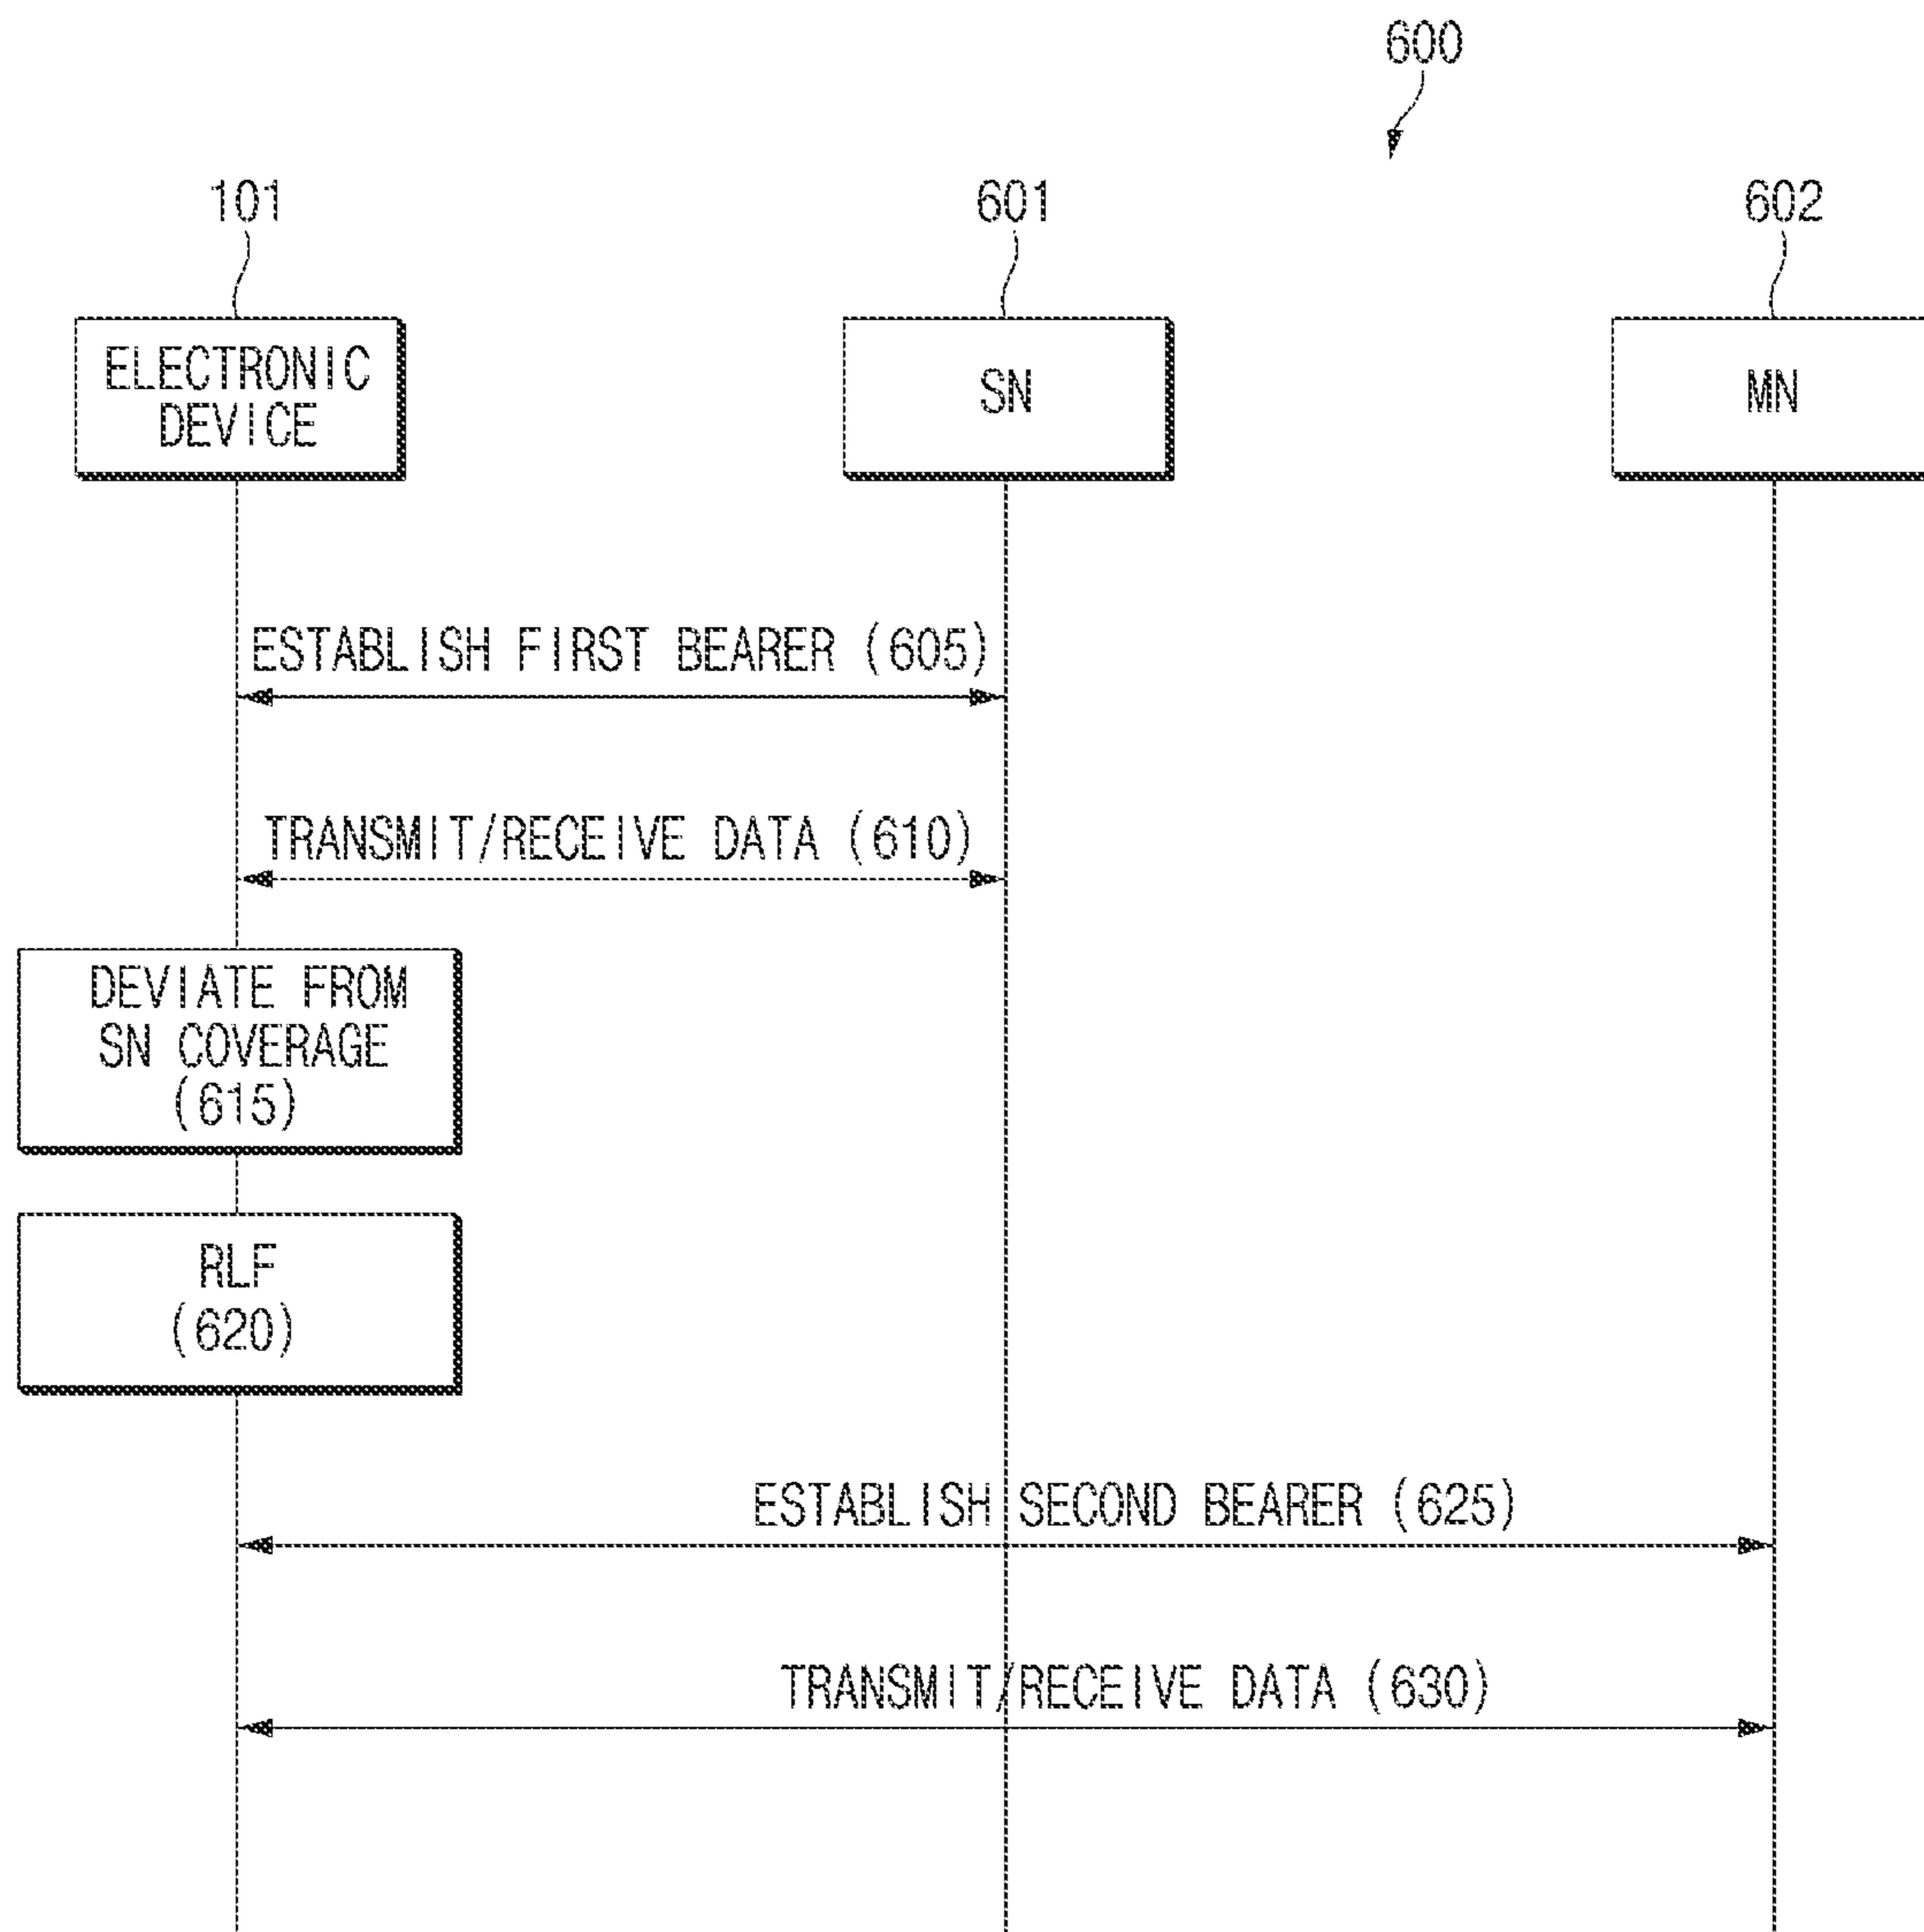 600
101
601
602
ELECTRONIC
DEVICE
SN
MN
ESTABLISH FIRST BEARER (605)
TRANSMIT/RECEIVE DATA (610)
DEVIATE FROM
SN COVERAGE
(615)
RLF
(620)
ESTABLISH SECOND BEARER (625)
TRANSMIT/RECEIVE DATA (630)